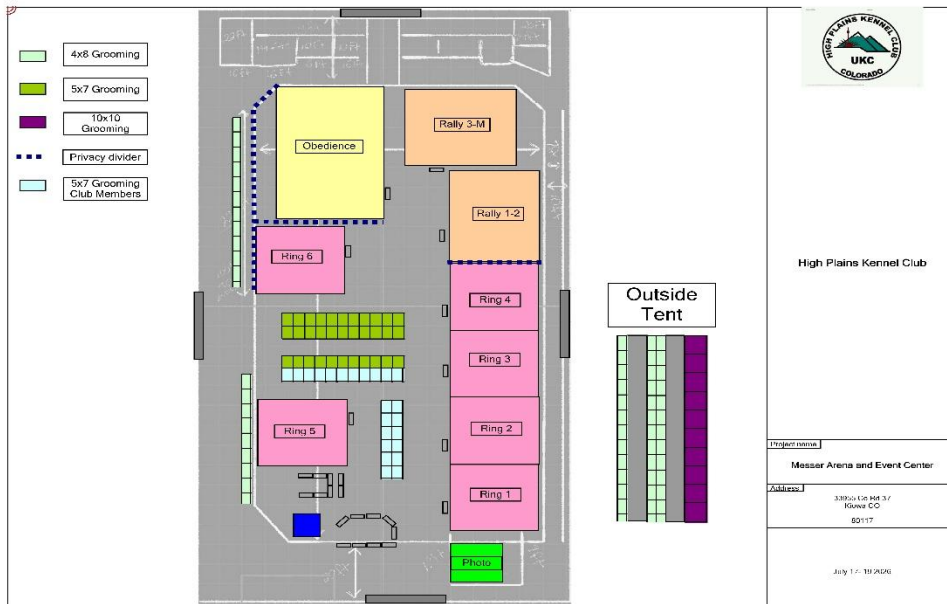 4x8 Grooming
5x7 Grooming
10x10
Grooming
Privacy divider
5x7 Grooming
Club Members
Obedience
Rally 3-M
Rally 1-2
Ring 6
Ring 4
Ring 3
Ring 2
Ring 5
Ring 1
Photo
Outside
Tent
HIGH PLAINS KENNEL CLUB
UKC
COLORADO
High Plains Kennel Club
Project name
Messer Arena and Event Center
Address
Kiowa CO
80117